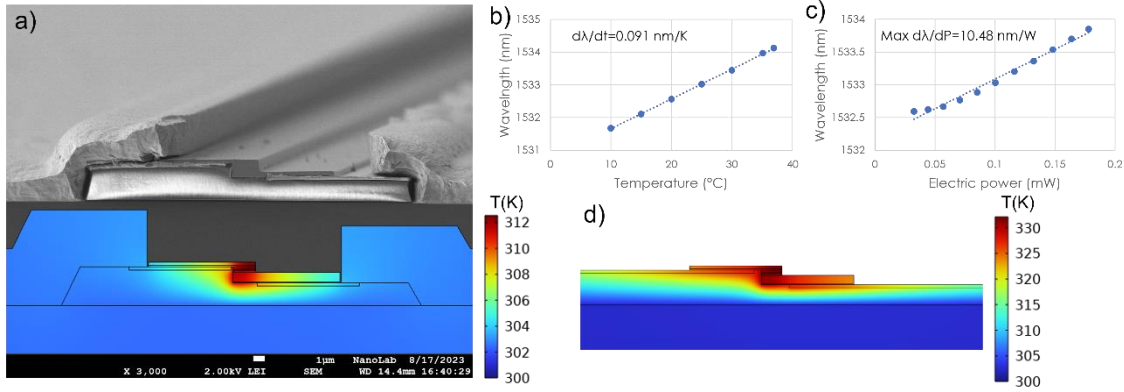 a)
T(K)
312
310
308
306
304
302
300
1μm NanoLab 8/17/2023
X 3,000 2.00kV LEI SEM WD 14.4mm 16:40:29
b)
dλ/dt=0.091 nm/K
Wavelngth (nm)
1535
1534
1533
1532
1531
0 10 20 30 40
Temperature (°C)
c)
Max dλ/dP=10.48 nm/W
Wavelength (nm)
1534
1533.5
1533
1532.5
1532
0 0.05 0.1 0.15 0.2
Electric power (mW)
d)
T(K)
330
325
320
315
310
305
300